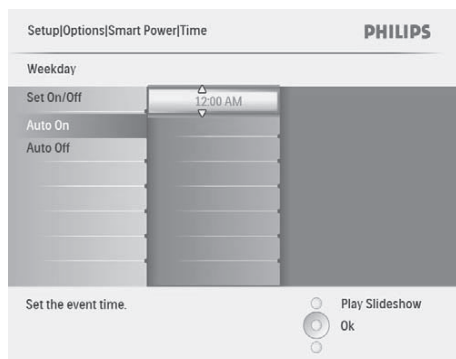 Setup|Options|Smart Power|Time
PHILIPS
Weekday
Set On/Off
12:00 AM
Auto On
Auto Off
Set the event time.
Play Slideshow
Ok